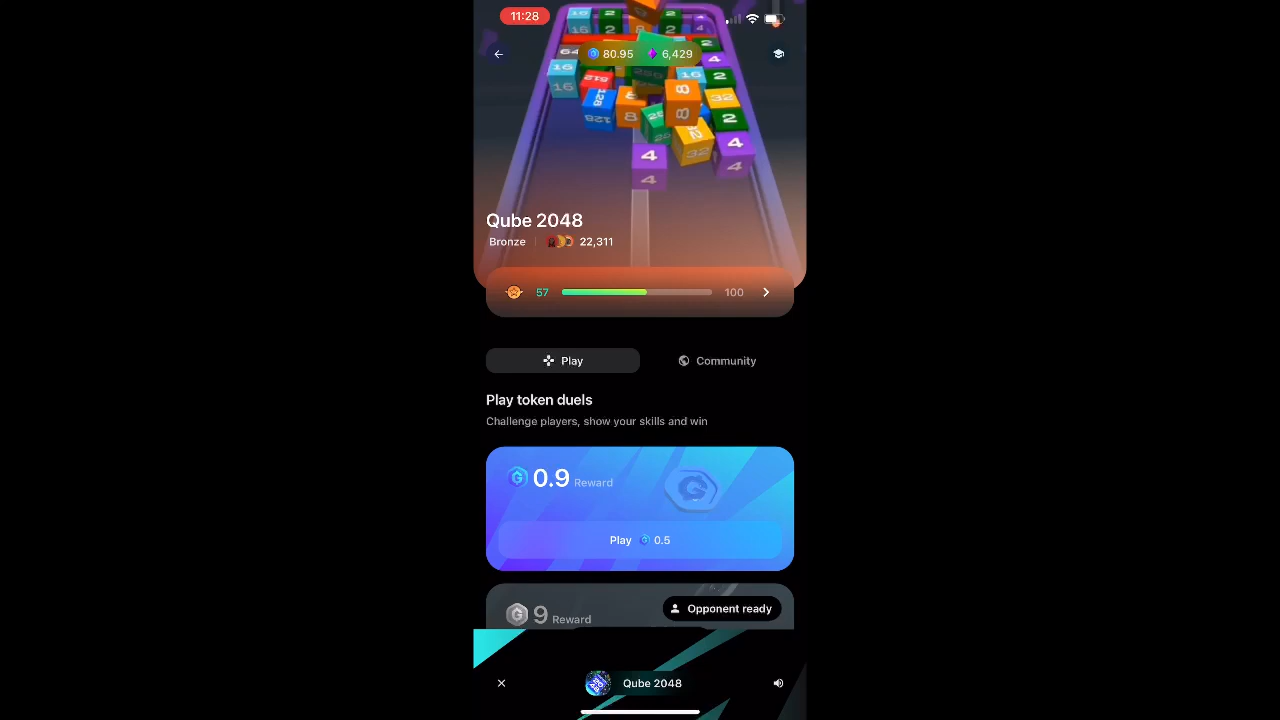 11:28
80.95 6,429
Qube 2048
Bronze 22,311
57 100
Play Community
Play token duels
Challenge players, show your skills and win
0.9 Reward
Play 0.5
Opponent ready
9 Reward
Qube 2048